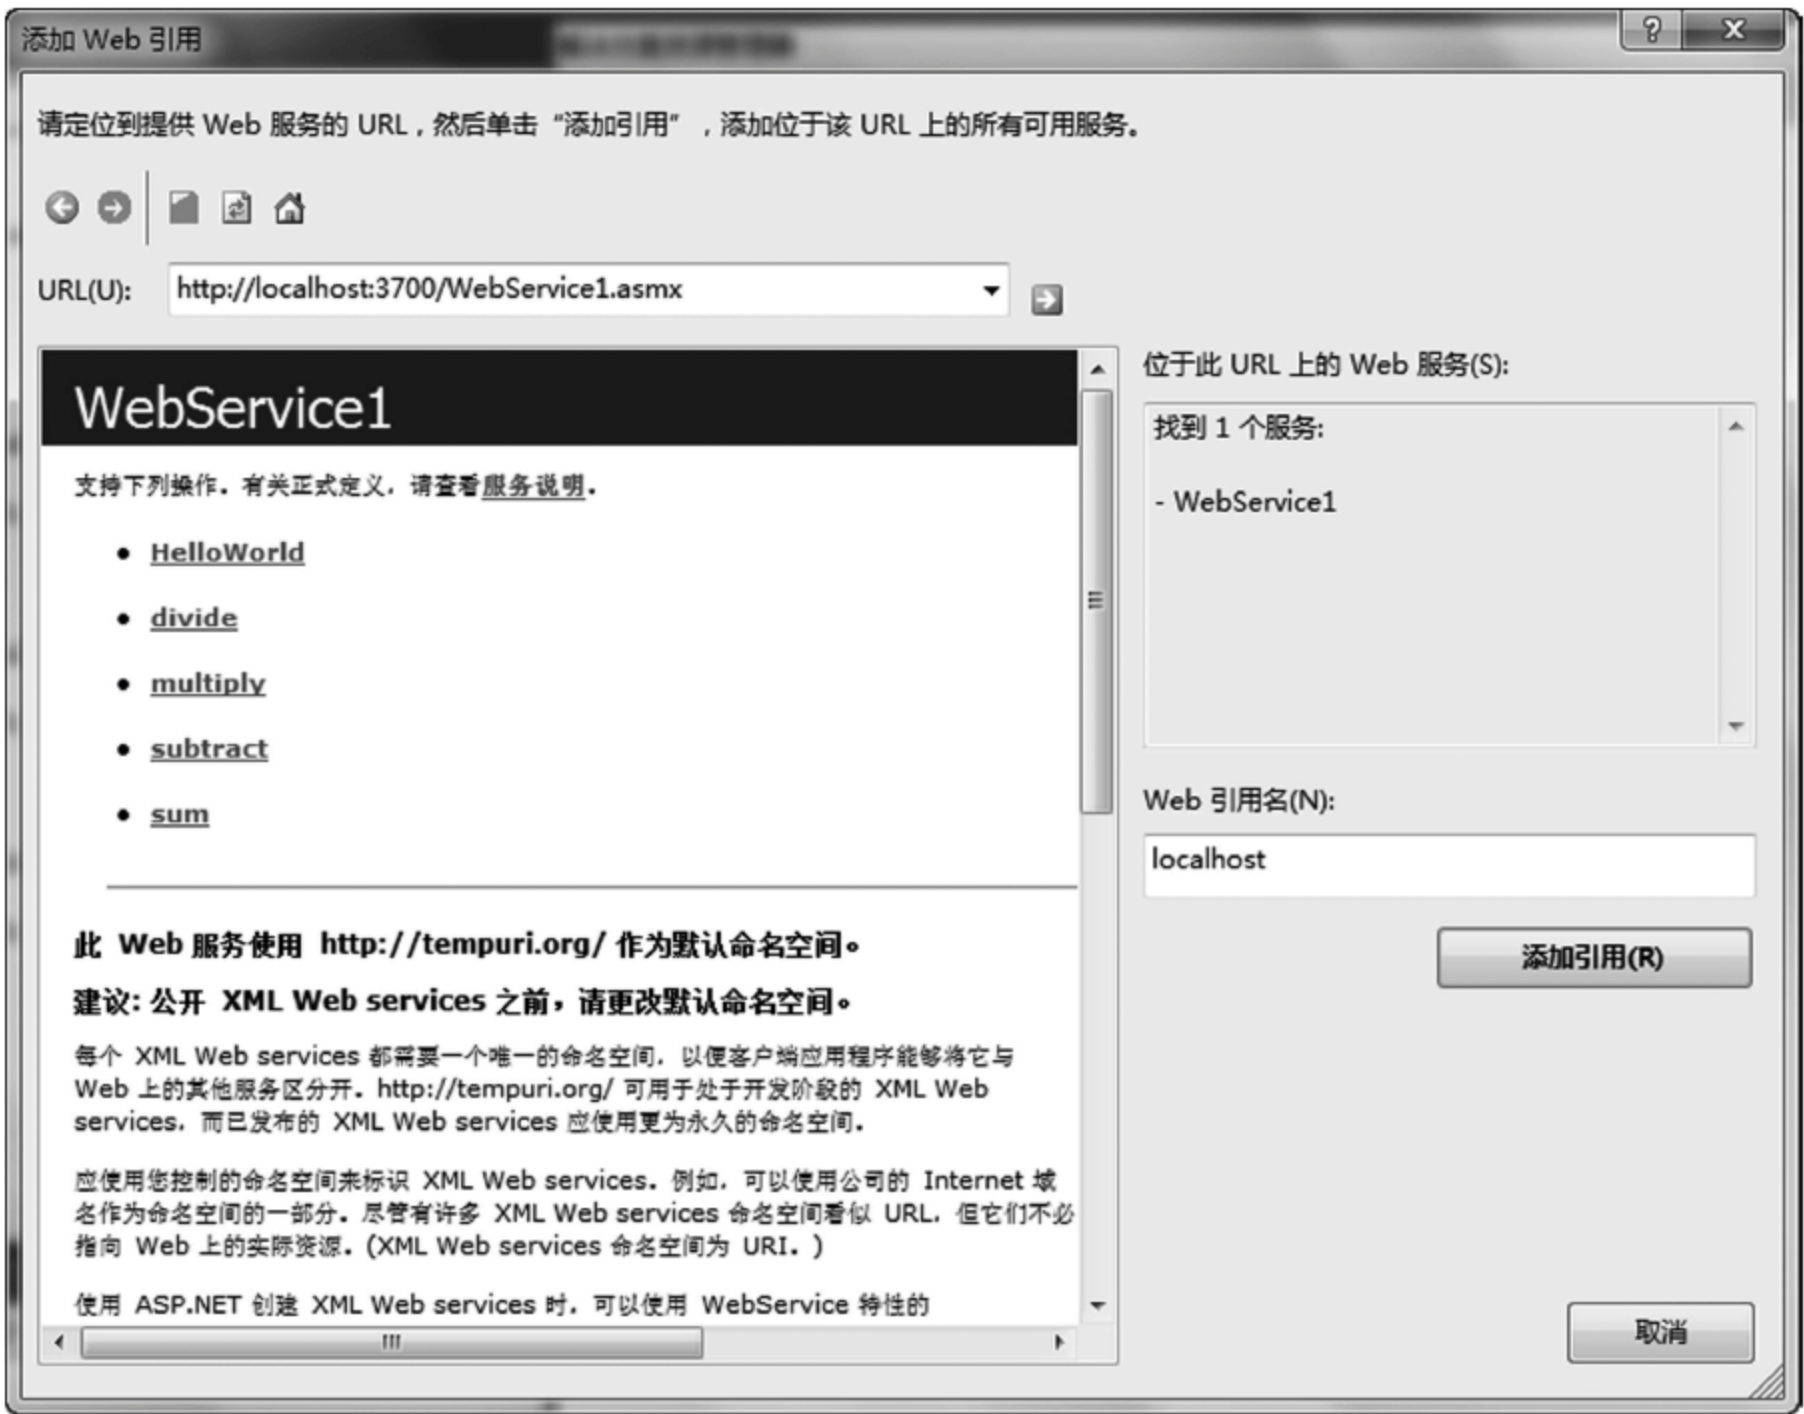 添加 Web 引用
请定位到提供 Web 服务的 URL，然后单击“添加引用”，添加位于该 URL 上的所有可用服务。
URL(U):
http://localhost:3700/WebService1.asmx
WebService1
支持下列操作。有关正式定义，请查看服务说明。
HelloWorld
divide
multiply
subtract
sum
此 Web 服务使用 http://tempuri.org/ 作为默认命名空间。
建议: 公开 XML Web services 之前，请更改默认命名空间。
每个 XML Web services 都需要一个唯一的命名空间，以便客户端应用程序能够将它与
Web 上的其他服务区分开。http://tempuri.org/ 可用于处于开发阶段的 XML Web
services，而已发布的 XML Web services 应使用更为永久的命名空间。
应使用您控制的命名空间来标识 XML Web services。例如，可以使用公司的 Internet 域
名作为命名空间的一部分。尽管有许多 XML Web services 命名空间看似 URL，但它们不必
指向 Web 上的实际资源。(XML Web services 命名空间为 URI。)
使用 ASP.NET 创建 XML Web services 时，可以使用 WebService 特性的
位于此 URL 上的 Web 服务(S):
找到 1 个服务:
- WebService1
Web 引用名(N):
localhost
添加引用(R)
取消